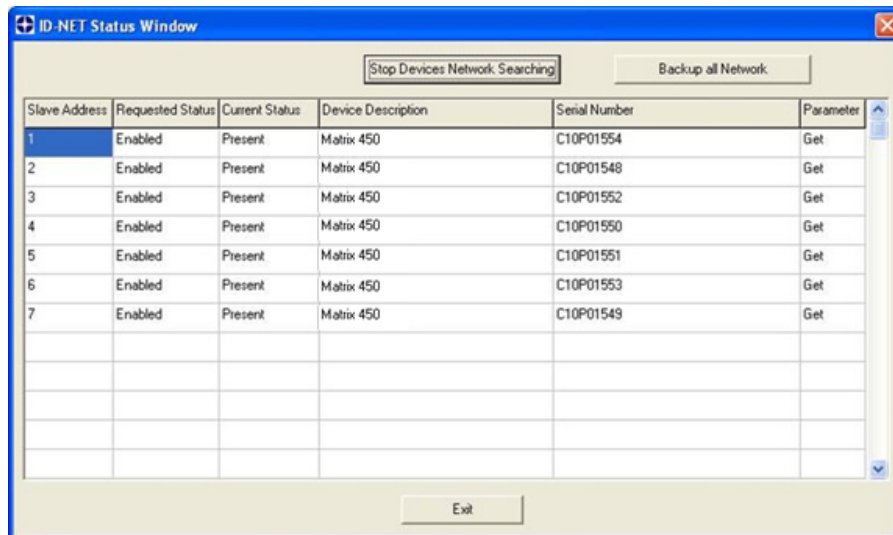 ID-NET Status Window
Stop Devices Network Searching Backup all Network
Slave Address Requested Status Current Status Device Description Serial Number Parameter
1 Enabled Present Matrix 450 C10P01554 Get
2 Enabled Present Matrix 450 C10P01548 Get
3 Enabled Present Matrix 450 C10P01552 Get
4 Enabled Present Matrix 450 C10P01550 Get
5 Enabled Present Matrix 450 C10P01551 Get
6 Enabled Present Matrix 450 C10P01553 Get
7 Enabled Present Matrix 450 C10P01549 Get
Exit